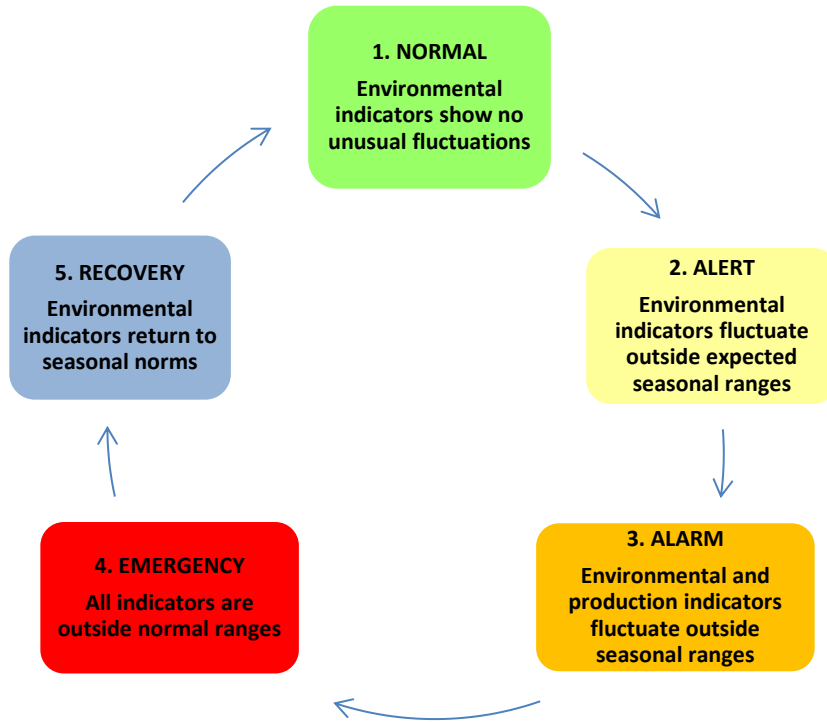 1. NORMAL
Environmental
indicators show no
unusual fluctuations
2. ALERT
Environmental
indicators fluctuate
outside expected
seasonal ranges
3. ALARM
Environmental and
production indicators
fluctuate outside
seasonal ranges
4. EMERGENCY
All indicators are
outside normal ranges
5. RECOVERY
Environmental
indicators return to
seasonal norms